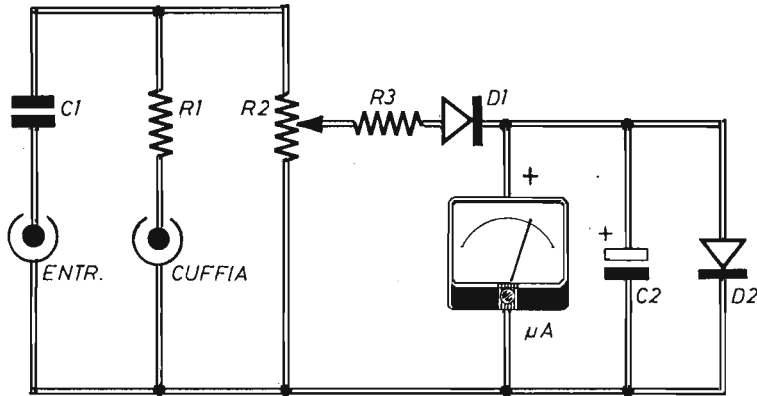 C1
R1
R2
R3
D1
+
+
ENTR.
CUFFIA
µA
C2
D2